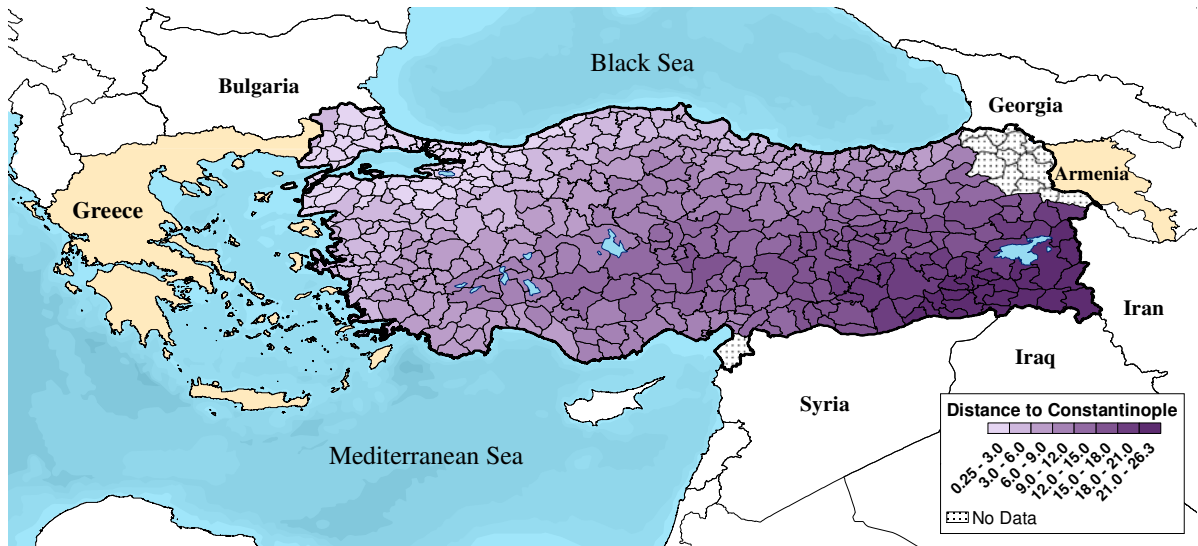 Black Sea
Bulgaria
Georgia
Armenia
Greece
Iran
Iraq
Syria
Mediterranean Sea
Distance to Constantinople
0.25 - 3.0
3.0 - 6.0
6.0 - 9.0
9.0 - 12.0
12.0 - 15.0
15.0 - 18.0
18.0 - 21.0
21.0 - 26.3
No Data